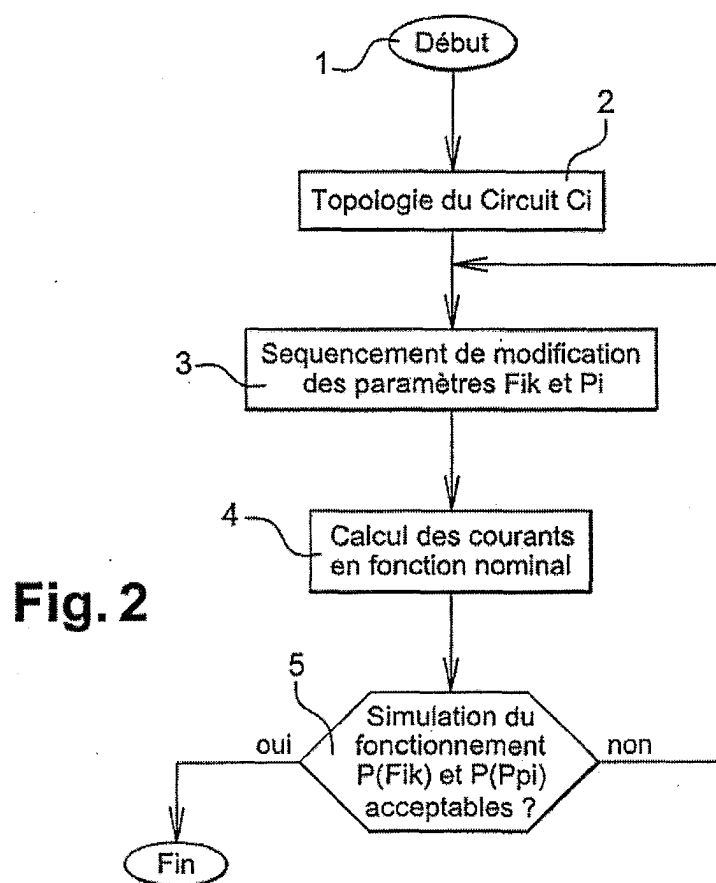 1
Début
2
Topologie du Circuit Ci
3
Sequencement de modification
des paramètres Fik et Pi
4
Calcul des courants
en fonction nominal
Fig. 2
5
Simulation du
fonctionnement
P(Fik) et P(Ppi)
acceptables ?
oui
non
Fin